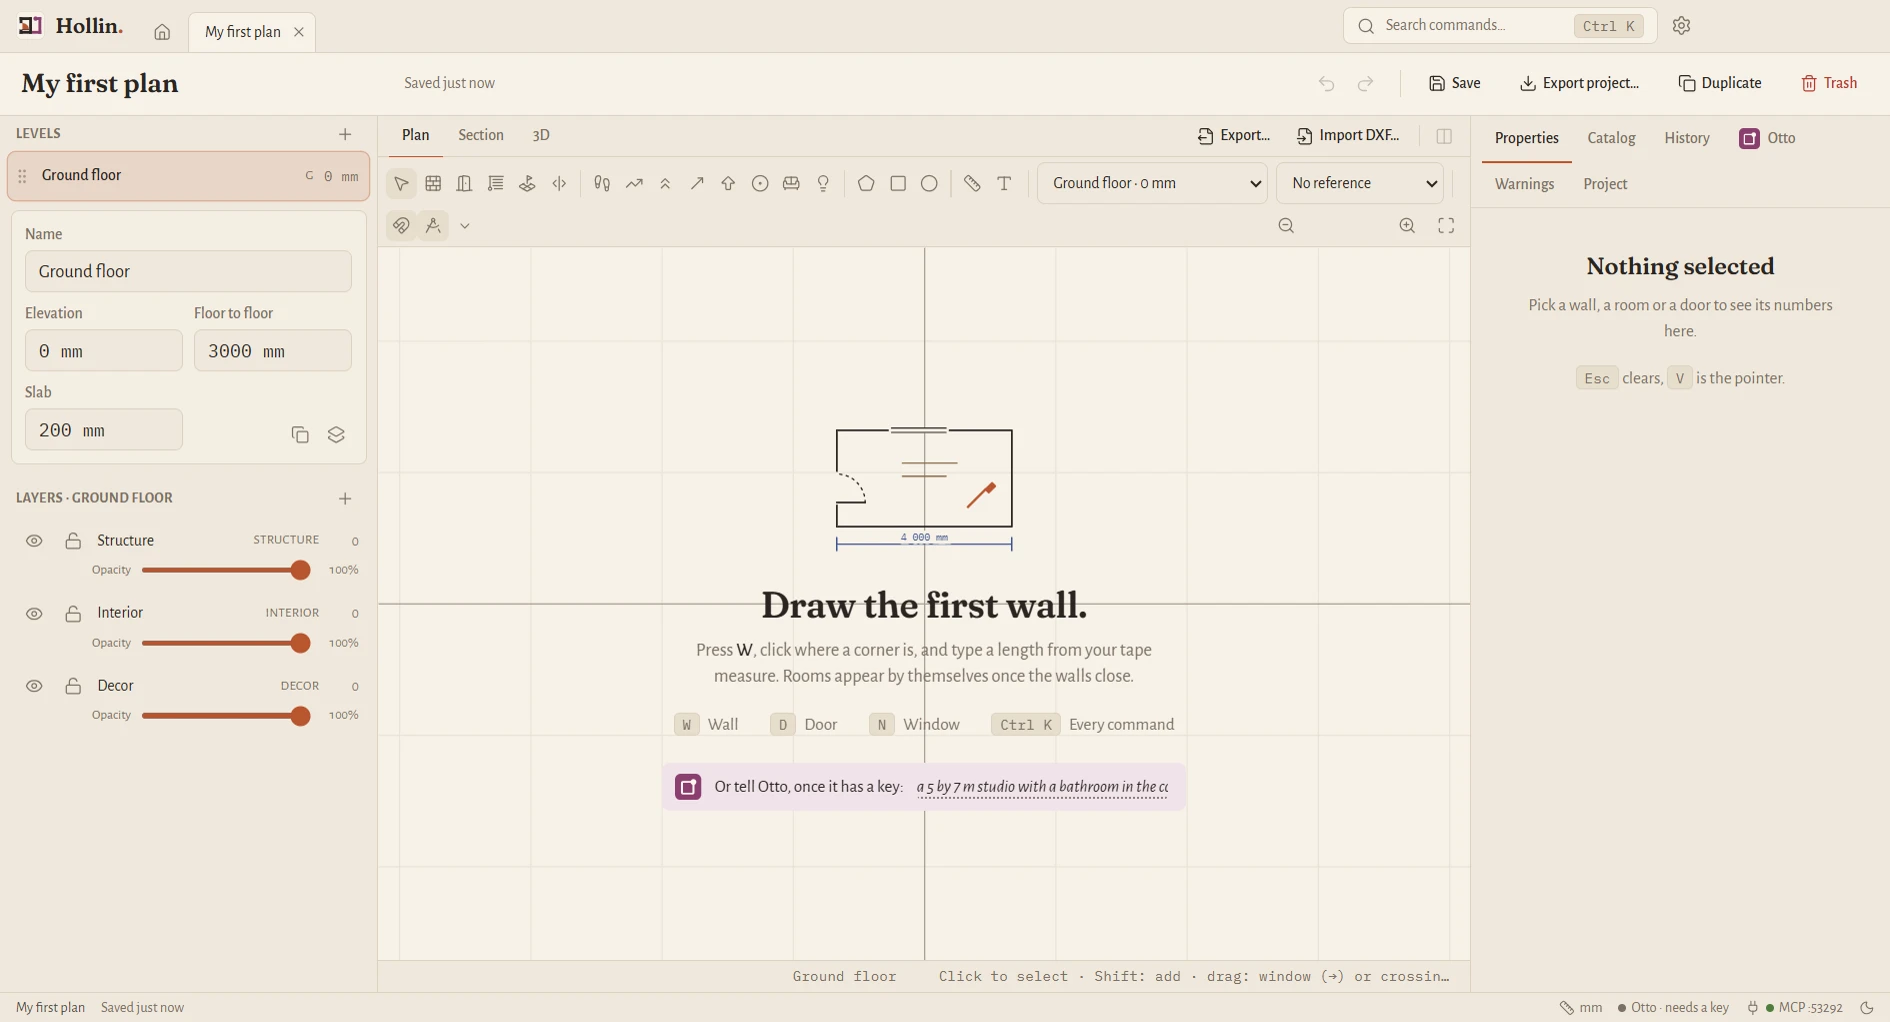 Hollin.
My first plan
Search commands...
Ctrl K
My first plan
Saved just now
Save
Export project...
Duplicate
Trash
LEVELS
Ground floor
G 0 mm
Name
Ground floor
Elevation
Floor to floor
0 mm
3000 mm
Slab
200 mm
LAYERS · GROUND FLOOR
Structure
STRUCTURE
0
Opacity
100%
Interior
INTERIOR
0
Opacity
100%
Decor
DECOR
0
Opacity
100%
Plan
Section
3D
Export...
Import DXF...
Ground floor · 0 mm
No reference
4 000 mm
Draw the first wall.
Press W, click where a corner is, and type a length from your tape
measure. Rooms appear by themselves once the walls close.
W Wall
D Door
N Window
Ctrl K Every command
Or tell Otto, once it has a key: a 5 by 7 m studio with a bathroom in the
Ground floor
Click to select · Shift: add · drag: window (→) or crossin…
Properties
Catalog
History
Otto
Warnings
Project
Nothing selected
Pick a wall, a room or a door to see its numbers
here.
Esc clears, V is the pointer.
My first plan
Saved just now
mm
Otto · needs a key
MCP :53292